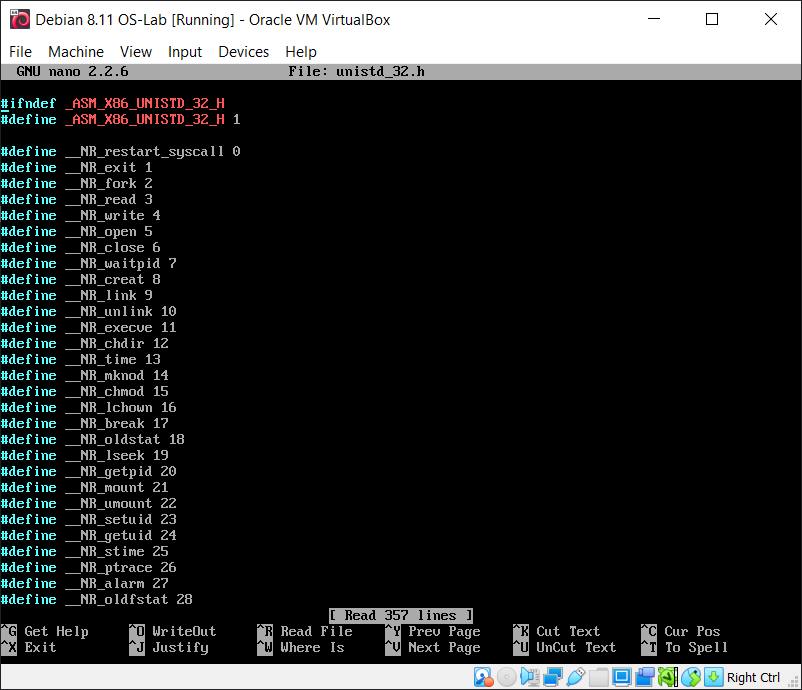 Debian 8.11 OS-Lab [Running] - Oracle VM VirtualBox
File Machine View Input Devices Help
GNU nano 2.2.6 File: unistd_32.h
#ifndef _ASM_X86_UNISTD_32_H
#define _ASM_X86_UNISTD_32_H 1
#define __NR_restart_syscall 0
#define __NR_exit 1
#define __NR_fork 2
#define __NR_read 3
#define __NR_write 4
#define __NR_open 5
#define __NR_close 6
#define __NR_waitpid 7
#define __NR_creat 8
#define __NR_link 9
#define __NR_unlink 10
#define __NR_execve 11
#define __NR_chdir 12
#define __NR_time 13
#define __NR_mknod 14
#define __NR_chmod 15
#define __NR_lchown 16
#define __NR_break 17
#define __NR_oldstat 18
#define __NR_lseek 19
#define __NR_getpid 20
#define __NR_mount 21
#define __NR_umount 22
#define __NR_setuid 23
#define __NR_getuid 24
#define __NR_stime 25
#define __NR_ptrace 26
#define __NR_alarm 27
#define __NR_oldfstat 28
[ Read 357 lines ]
^G Get Help ^O WriteOut ^R Read File ^Y Prev Page ^K Cut Text ^C Cur Pos
^X Exit ^J Justify ^W Where Is ^V Next Page ^U UnCut Text ^T To Spell
Right Ctrl